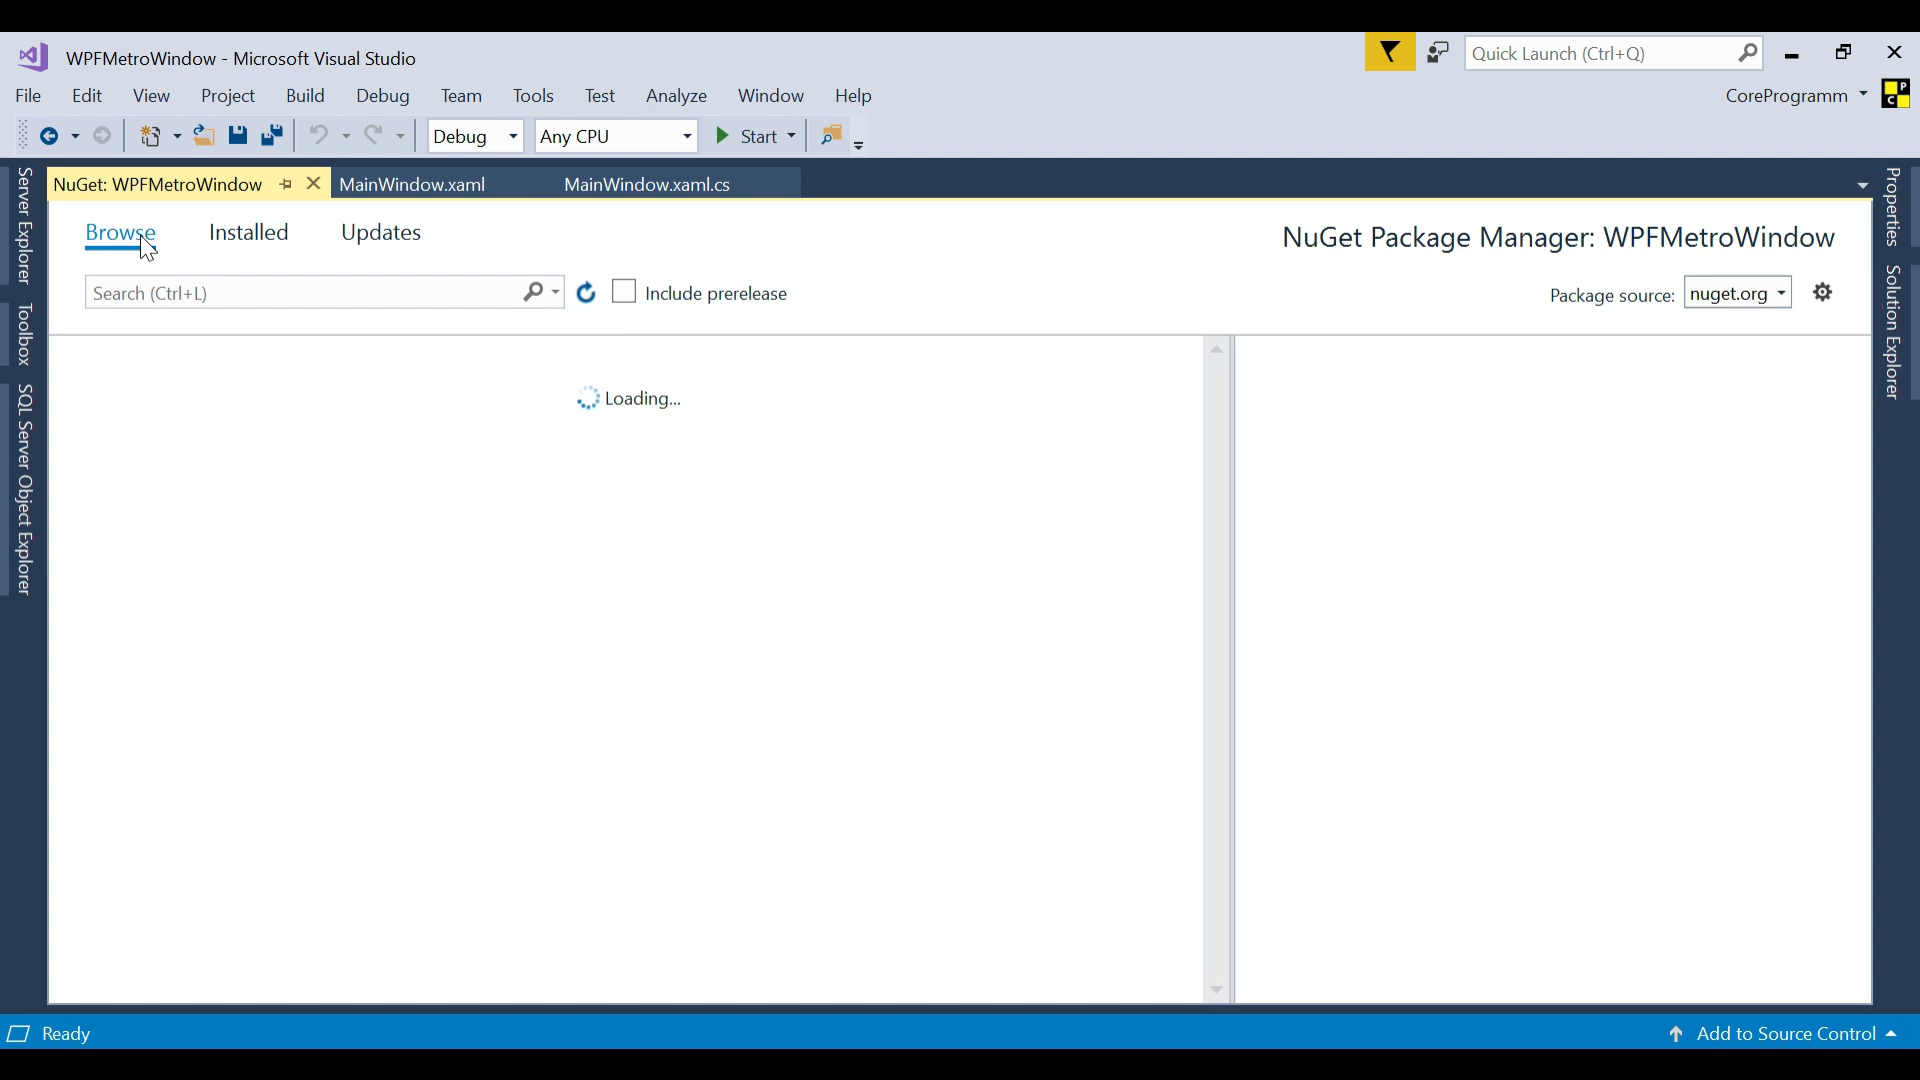 WPFMetroWindow - Microsoft Visual Studio
Quick Launch (Ctrl+Q)
File Edit View Project Build Debug Team Tools Test Analyze Window Help
CoreProgramm
P
C
Debug Any CPU Start
NuGet: WPFMetroWindow MainWindow.xaml MainWindow.xaml.cs
Browse Installed Updates
NuGet Package Manager: WPFMetroWindow
Search (Ctrl+L)
Include prerelease
Package source: nuget.org
Loading...
Server Explorer
Toolbox
SQL Server Object Explorer
Properties
Solution Explorer
Ready
Add to Source Control